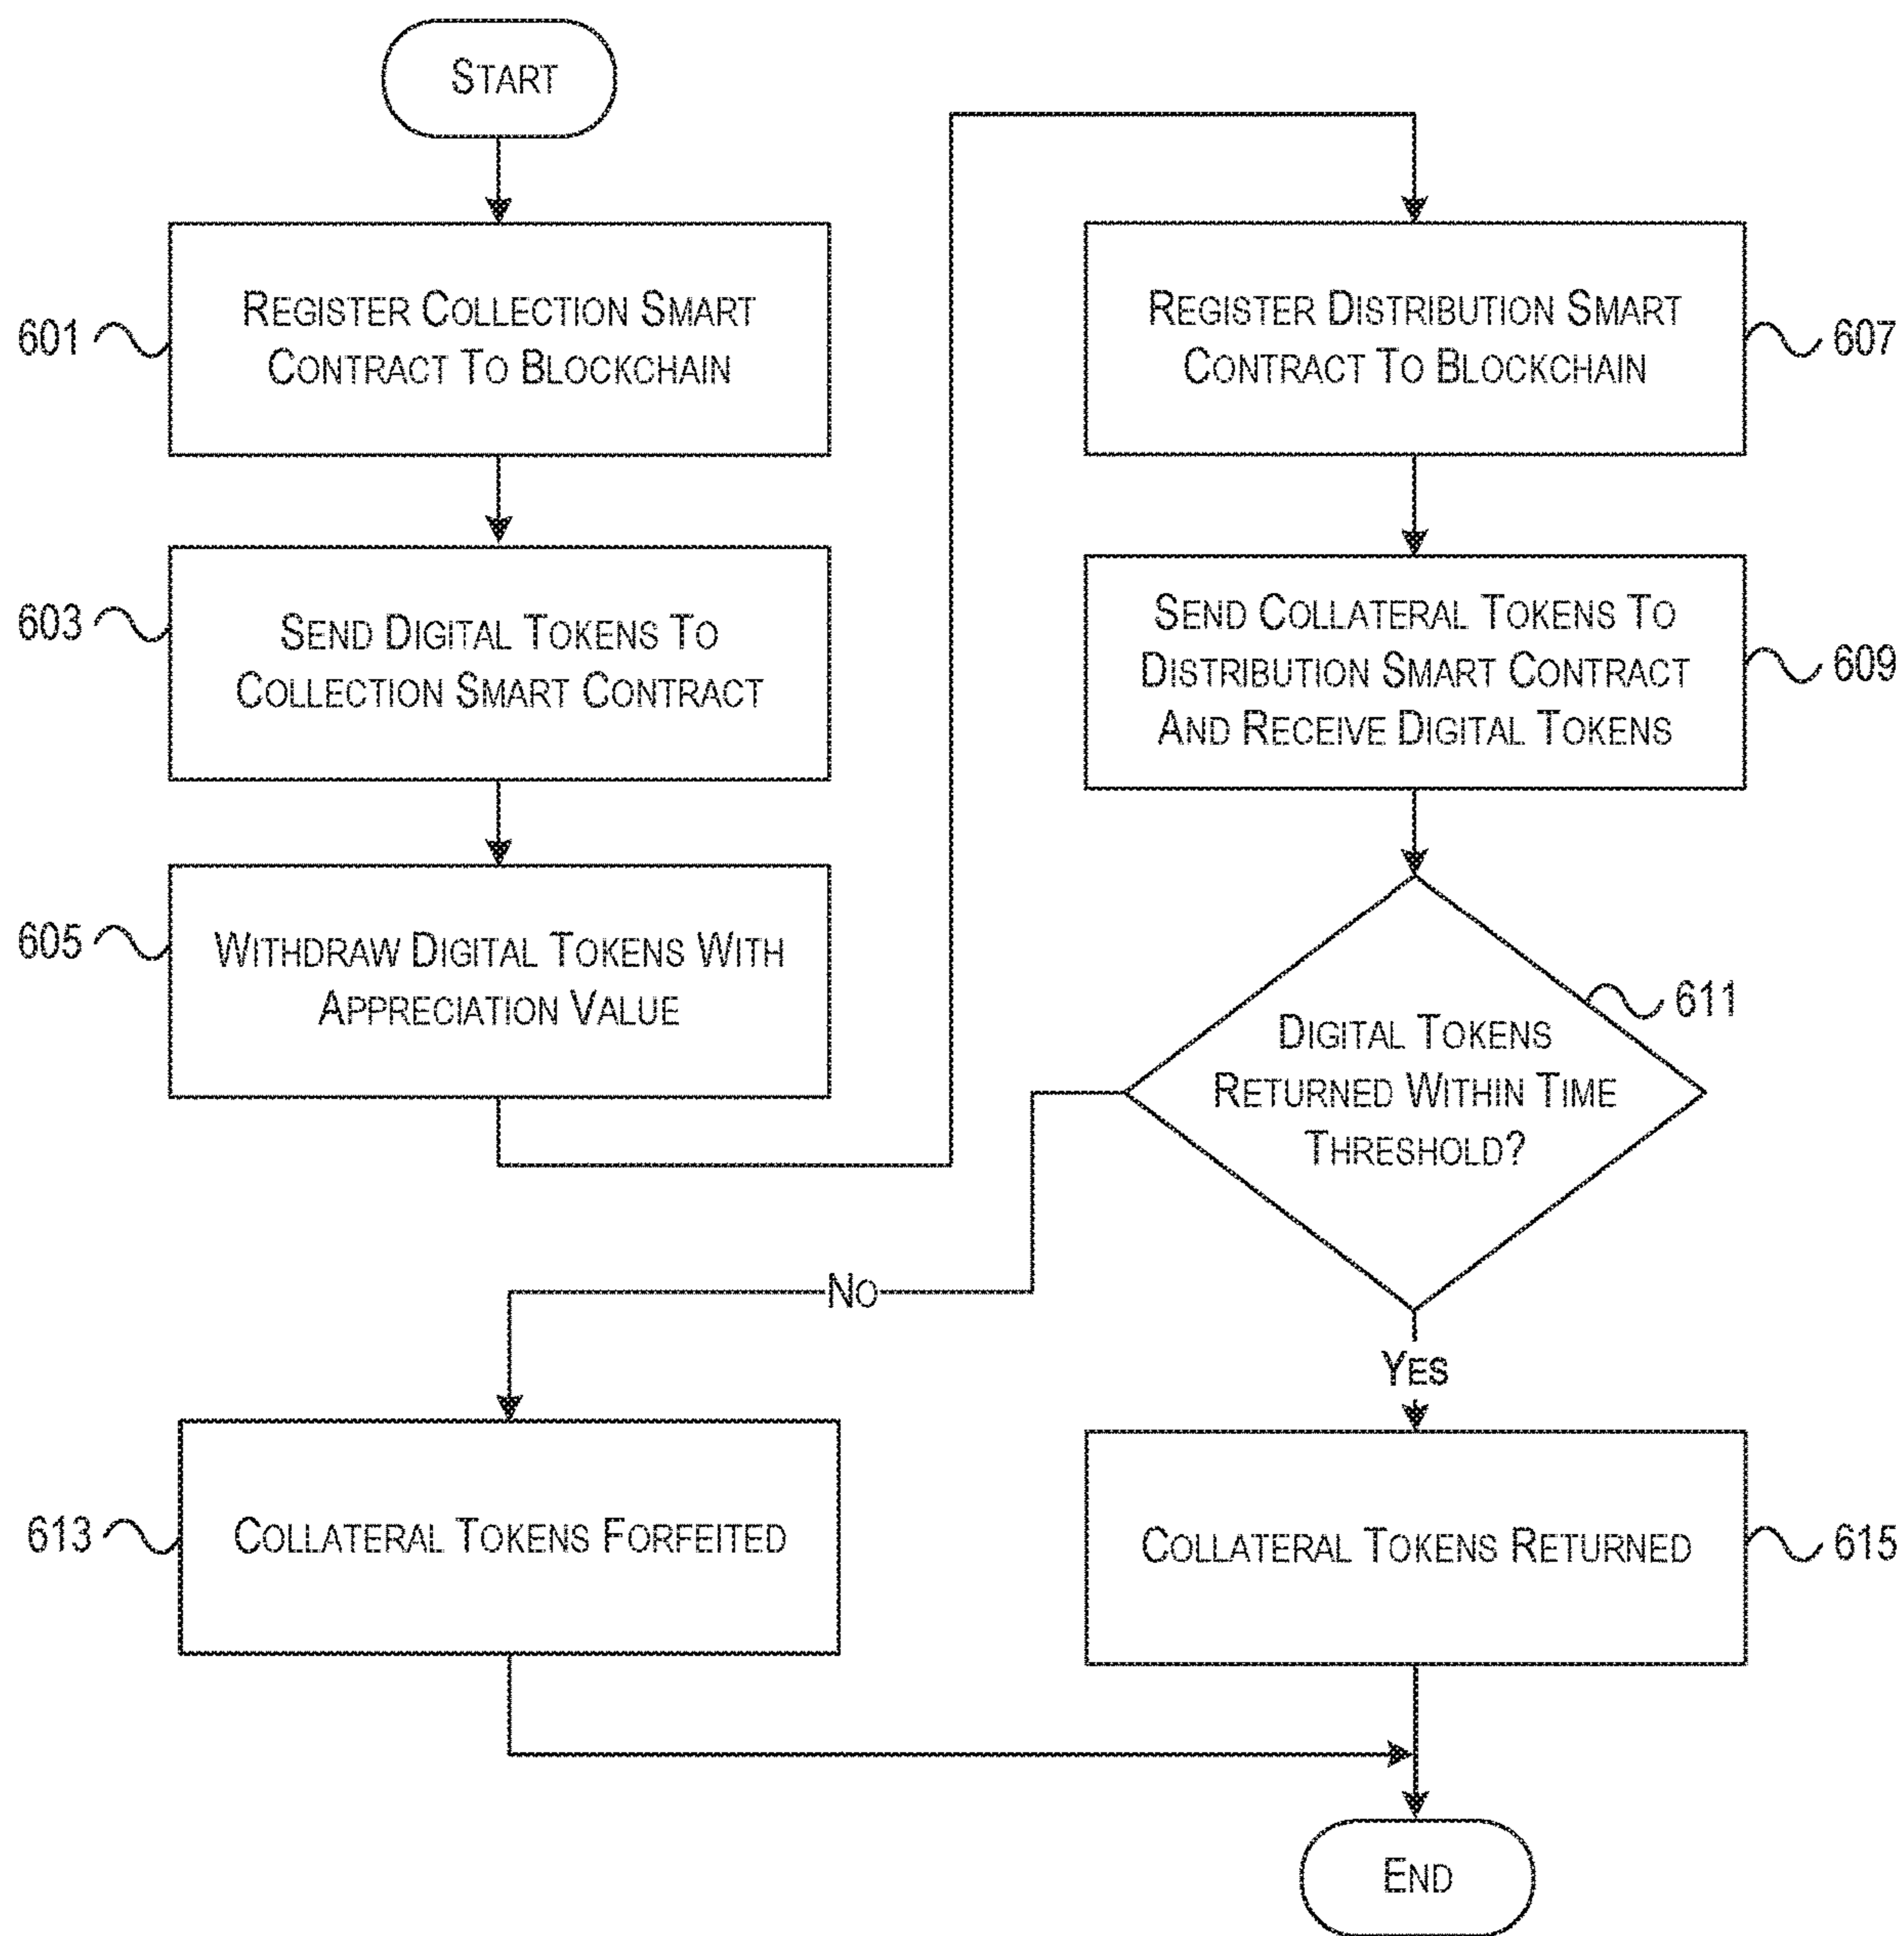 START
REGISTER COLLECTION SMART
CONTRACT TO BLOCKCHAIN
601
SEND DIGITAL TOKENS TO
COLLECTION SMART CONTRACT
603
WITHDRAW DIGITAL TOKENS WITH
APPRECIATION VALUE
605
REGISTER DISTRIBUTION SMART
CONTRACT TO BLOCKCHAIN
607
SEND COLLATERAL TOKENS TO
DISTRIBUTION SMART CONTRACT
AND RECEIVE DIGITAL TOKENS
609
DIGITAL TOKENS
RETURNED WITHIN TIME
THRESHOLD?
611
NO
YES
COLLATERAL TOKENS FORFEITED
613
COLLATERAL TOKENS RETURNED
615
END